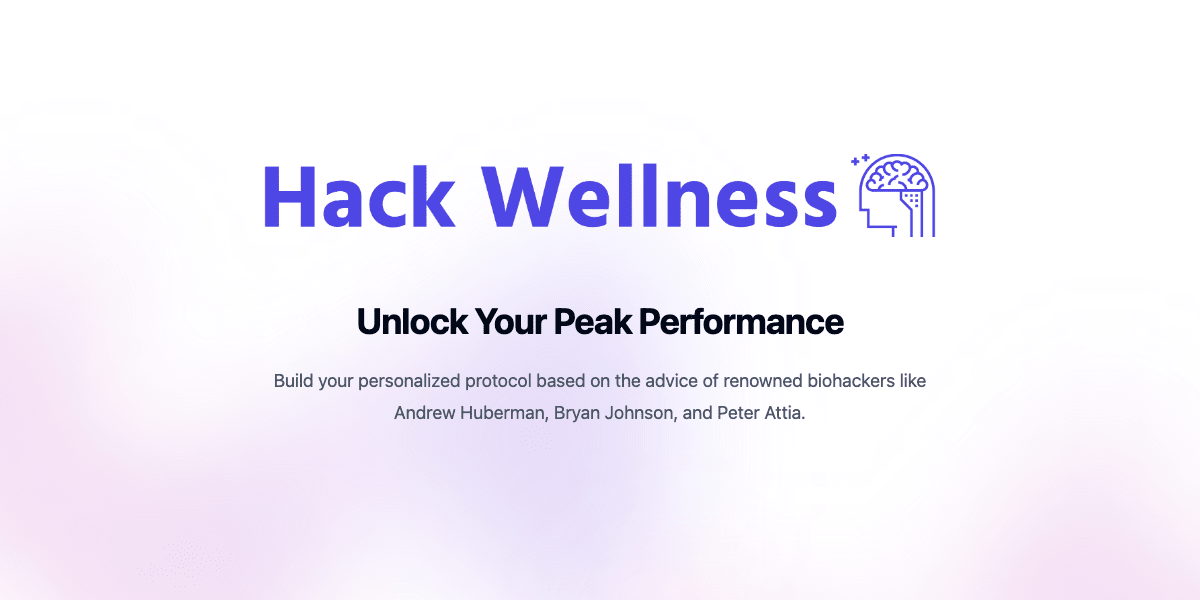 Hack Wellness
Unlock Your Peak Performance
Build your personalized protocol based on the advice of renowned biohackers like
Andrew Huberman, Bryan Johnson, and Peter Attia.